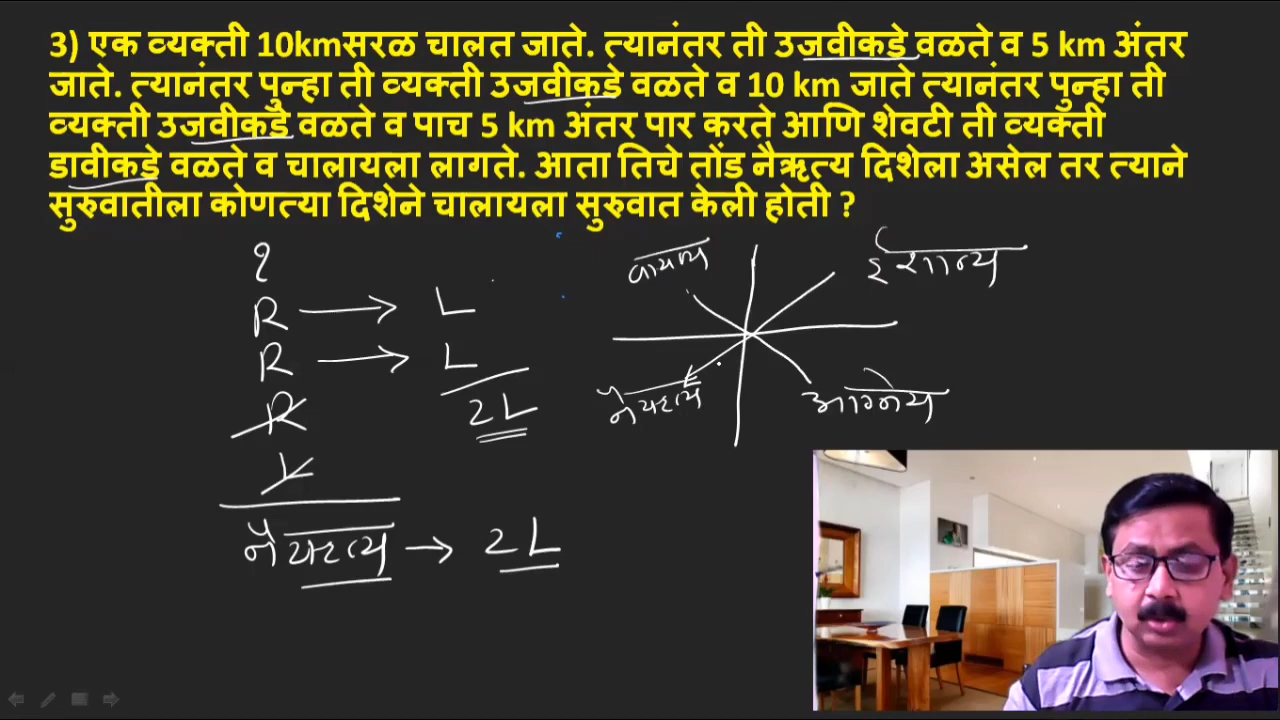 3) एक व्यक्ती 10kmसरळ चालत जाते. त्यानंतर ती उजवीकडे वळते व 5 km अंतर
जाते. त्यानंतर पुन्हा ती व्यक्ती उजवीकडे वळते व 10 km जाते त्यानंतर पुन्हा ती
व्यक्ती उजवीकडे वळते व पाच 5 km अंतर पार करते आणि शेवटी ती व्यक्ती
डावीकडे वळते व चालायला लागते. आता तिचे तोंड नैऋत्य दिशेला असेल तर त्याने
सुरुवातीला कोणत्या दिशेने चालायला सुरुवात केली होती ?
?
R → L
R → L
2L
R
L
नैऋत्य → 2L
वायव्य
ईशान्य
नैऋत्य
आग्नेय